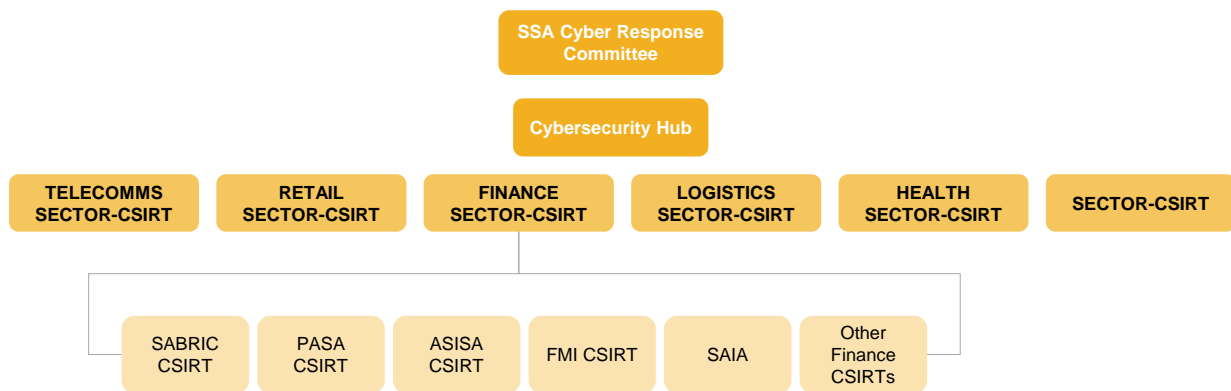 SSA Cyber Response
Committee
Cybersecurity Hub
TELECOMMS
SECTOR-CSIRT
RETAIL
SECTOR-CSIRT
FINANCE
SECTOR-CSIRT
LOGISTICS
SECTOR-CSIRT
HEALTH
SECTOR-CSIRT
SECTOR-CSIRT
SABRIC
CSIRT
PASA
CSIRT
ASISA
CSIRT
FMI CSIRT
SAIA
Other
Finance
CSIRTs